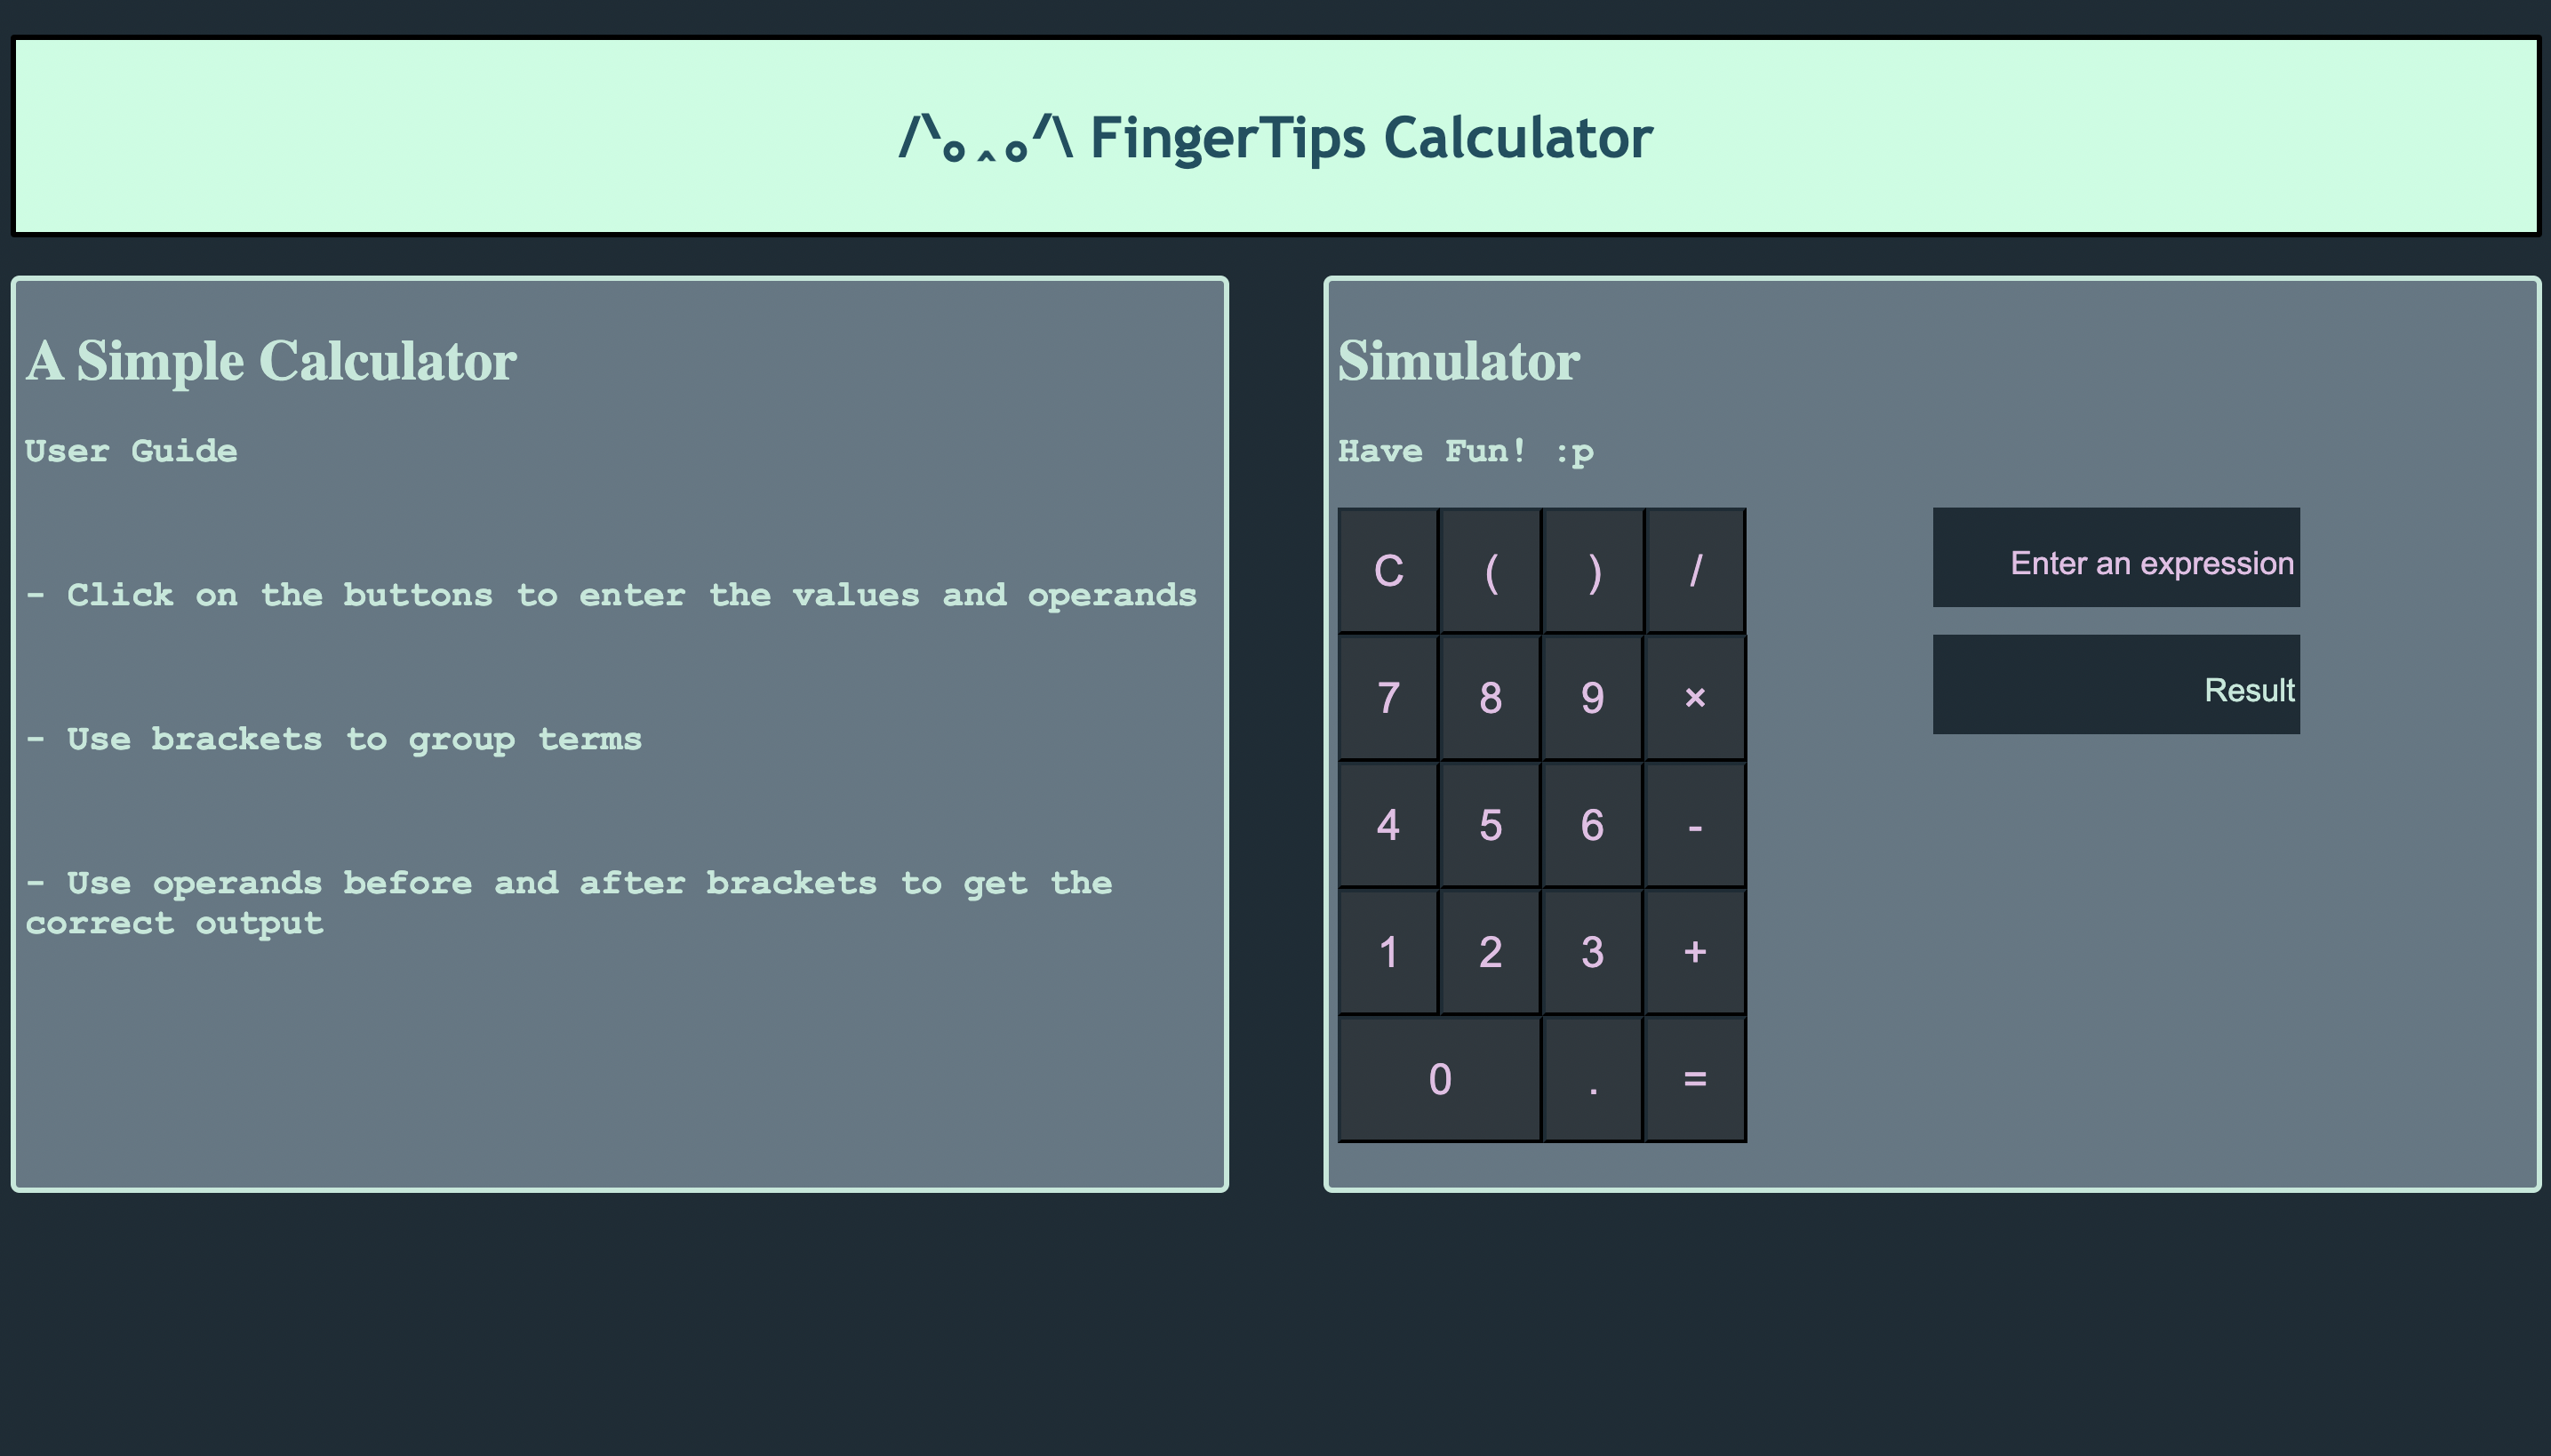 /\˳‸˳/\ FingerTips Calculator
A Simple Calculator
User Guide
- Click on the buttons to enter the values and operands
- Use brackets to group terms
- Use operands before and after brackets to get the
correct output
Simulator
Have Fun! :p
C ( ) /
7 8 9 ×
4 5 6 -
1 2 3 +
0 . =
Enter an expression
Result